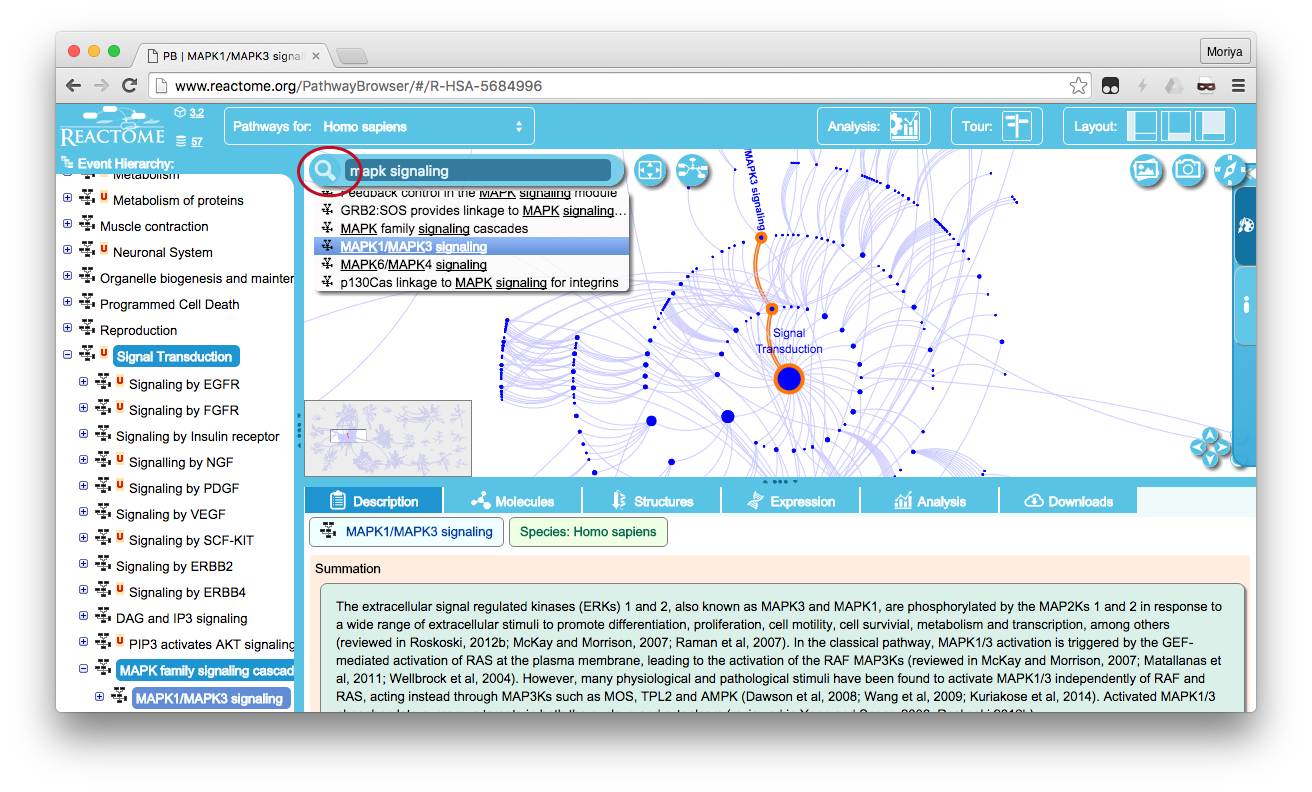 PB | MAPK1/MAPK3 signa
Moriya
www.reactome.org/PathwayBrowser/#/R-HSA-5684996
REACTOME
3.2
57
Pathways for: Homo sapiens
Analysis:
Tour:
Layout:
Event Hierarchy:
Metabolism
Metabolism of proteins
Muscle contraction
Neuronal System
Organelle biogenesis and mainter
Programmed Cell Death
Reproduction
Signal Transduction
Signaling by EGFR
Signaling by FGFR
Signaling by Insulin receptor
Signalling by NGF
Signaling by PDGF
Signaling by VEGF
Signaling by SCF-KIT
Signaling by ERBB2
Signaling by ERBB4
DAG and IP3 signaling
PIP3 activates AKT signaling
MAPK family signaling cascad
MAPK1/MAPK3 signaling
mapk signaling
Feedback control in the MAPK signaling module
GRB2:SOS provides linkage to MAPK signaling...
MAPK family signaling cascades
MAPK1/MAPK3 signaling
MAPK6/MAPK4 signaling
p130Cas linkage to MAPK signaling for integrins
/MAPK3 signaling
Signal
Transduction
Description
Molecules
Structures
Expression
Analysis
Downloads
MAPK1/MAPK3 signaling
Species: Homo sapiens
Summation
The extracellular signal regulated kinases (ERKs) 1 and 2, also known as MAPK3 and MAPK1, are phosphorylated by the MAP2Ks 1 and 2 in response to
a wide range of extracellular stimuli to promote differentiation, proliferation, cell motility, cell survivial, metabolism and transcription, among others
(reviewed in Roskoski, 2012b; McKay and Morrison, 2007; Raman et al, 2007). In the classical pathway, MAPK1/3 activation is triggered by the GEF-
mediated activation of RAS at the plasma membrane, leading to the activation of the RAF MAP3Ks (reviewed in McKay and Morrison, 2007; Matallanas et
al, 2011; Wellbrock et al, 2004). However, many physiological and pathological stimuli have been found to activate MAPK1/3 independently of RAF and
RAS, acting instead through MAP3Ks such as MOS, TPL2 and AMPK (Dawson et al, 2008; Wang et al, 2009; Kuriakose et al, 2014). Activated MAPK1/3